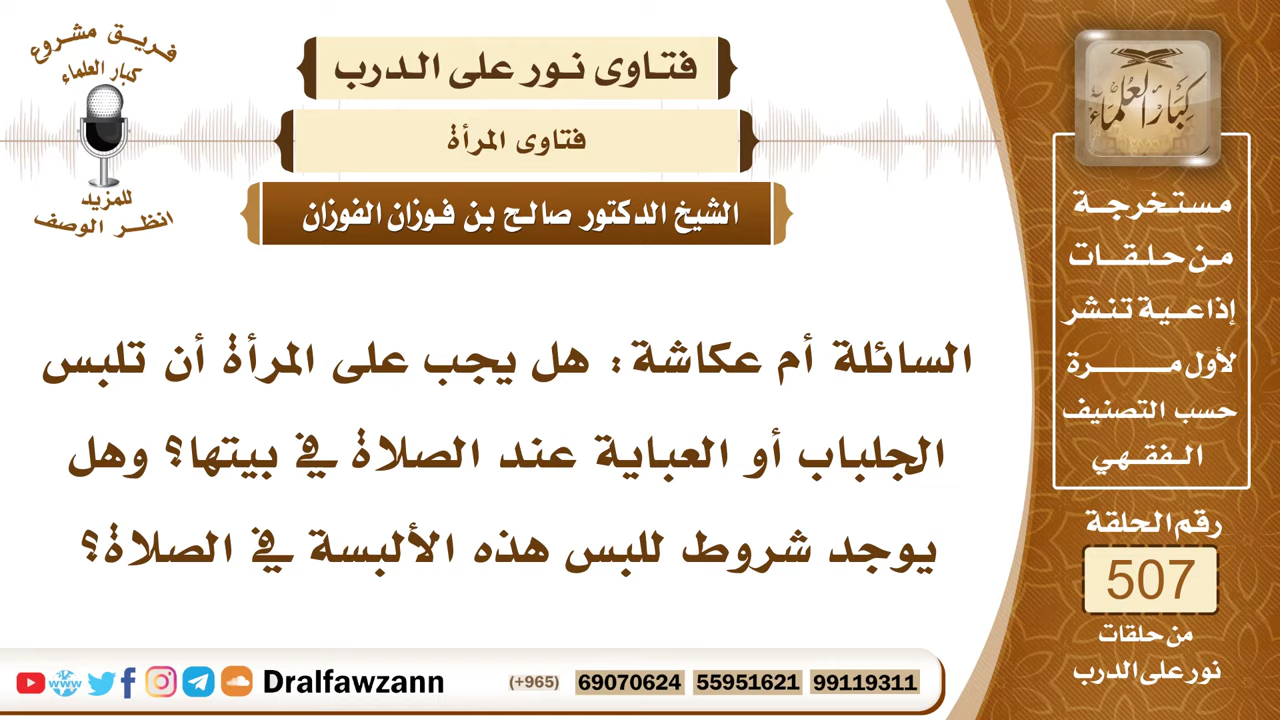 فريق مشروع
كبار العلماء
للمزيد
انظر الوصف
فتاوى نور على الدرب
فتاوى المرأة
الشيخ الدكتور صالح بن فوزان الفوزان
السائلة أم عكاشة: هل يجب على المرأة أن تلبس
الجلباب أو العباية عند الصلاة في بيتها؟ وهل
يوجد شروط للبس هذه الألبسة في الصلاة؟
كبار العلماء
مستخرجة
من حلقات
إذاعية تنشر
لأول مرة
حسب التصنيف
الفقهي
رقم الحلقة
507
من حلقات
نور على الدرب
www Dralfawzann (+965) 69070624 55951621 99119311